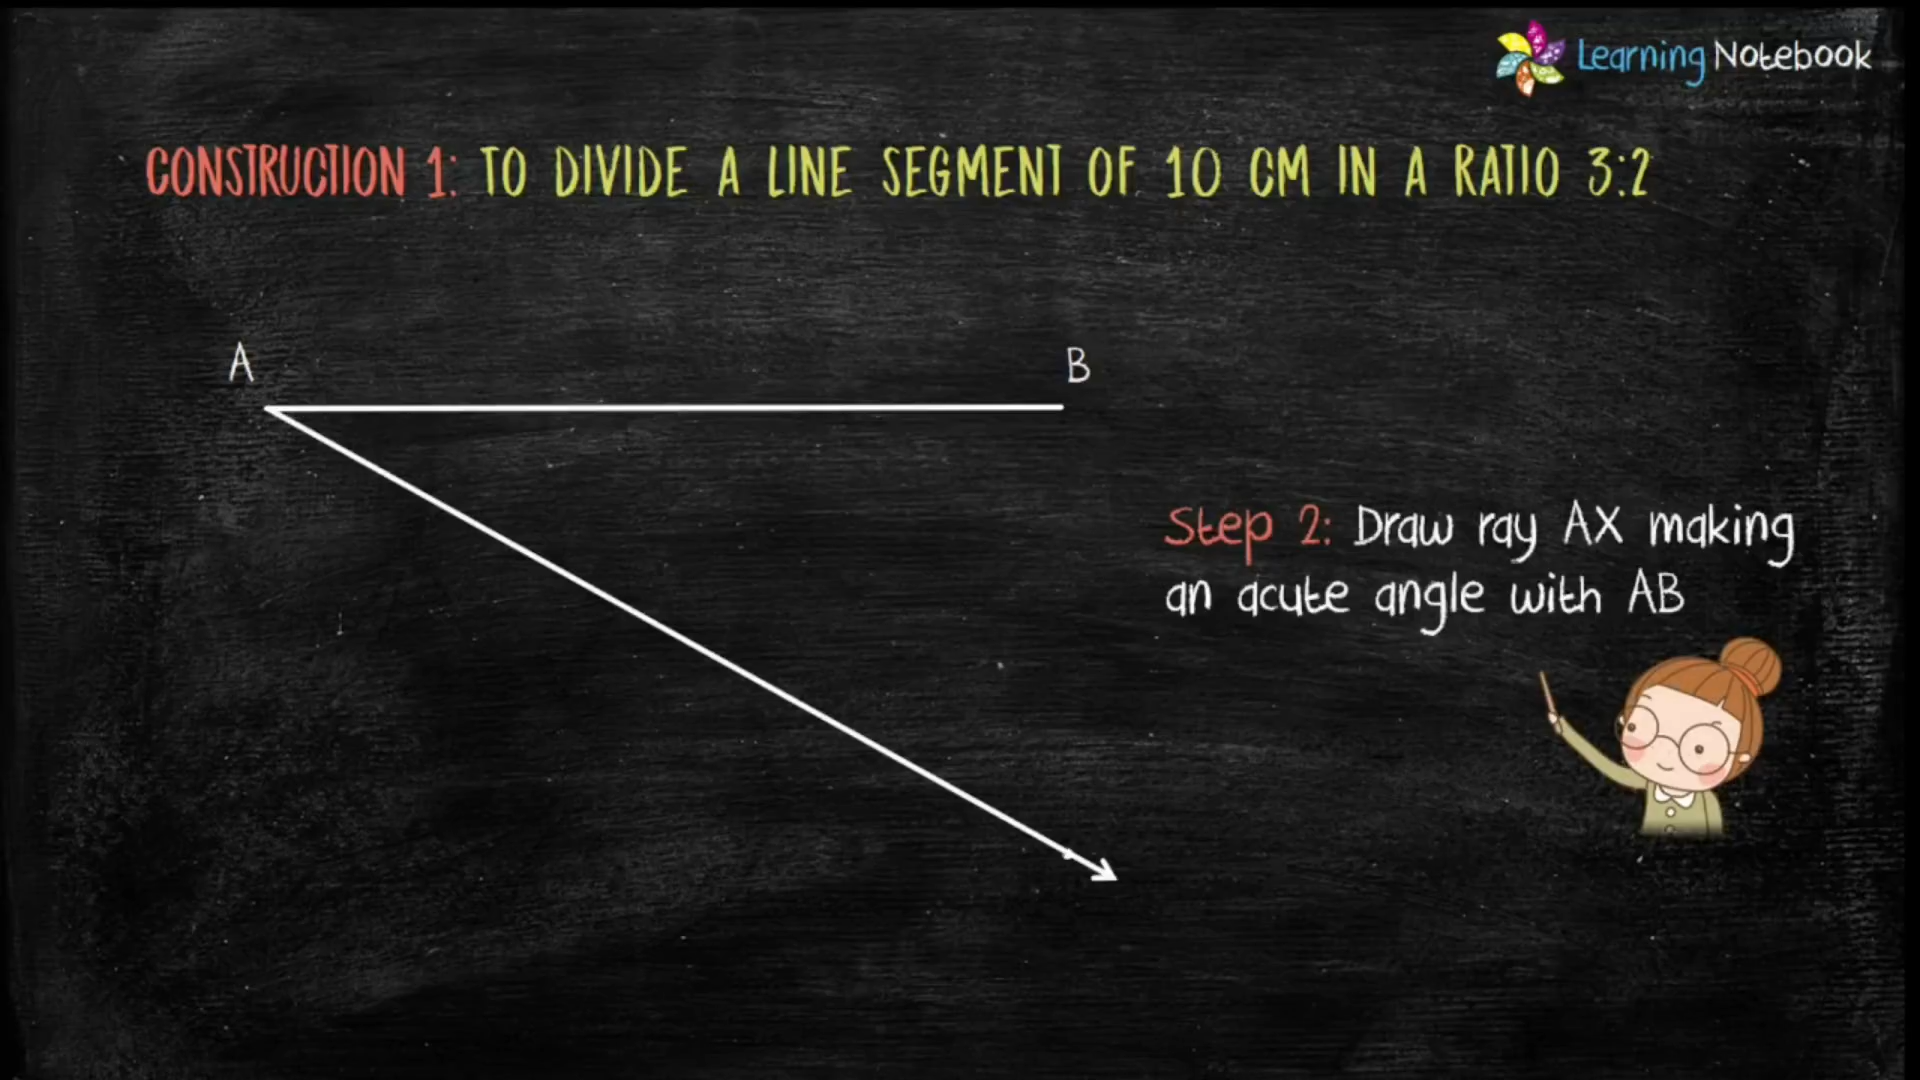 Learning Notebook
CONSTRUCTION 1: TO DIVIDE A LINE SEGMENT OF 10 CM IN A RATIO 3:2
A
B
Step 2: Draw ray AX making
an acute angle with AB